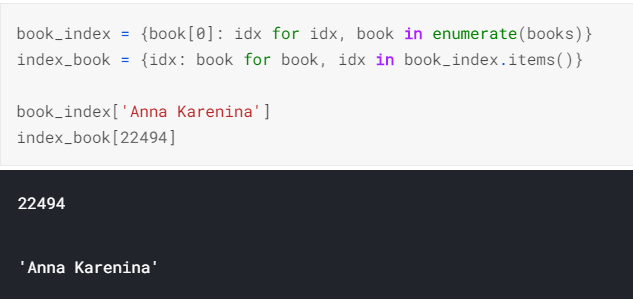 book_index = {book[0]: idx for idx, book in enumerate(books)}
index_book = {idx: book for book, idx in book_index.items()}
book_index['Anna Karenina']
index_book[22494]
22494
'Anna Karenina'